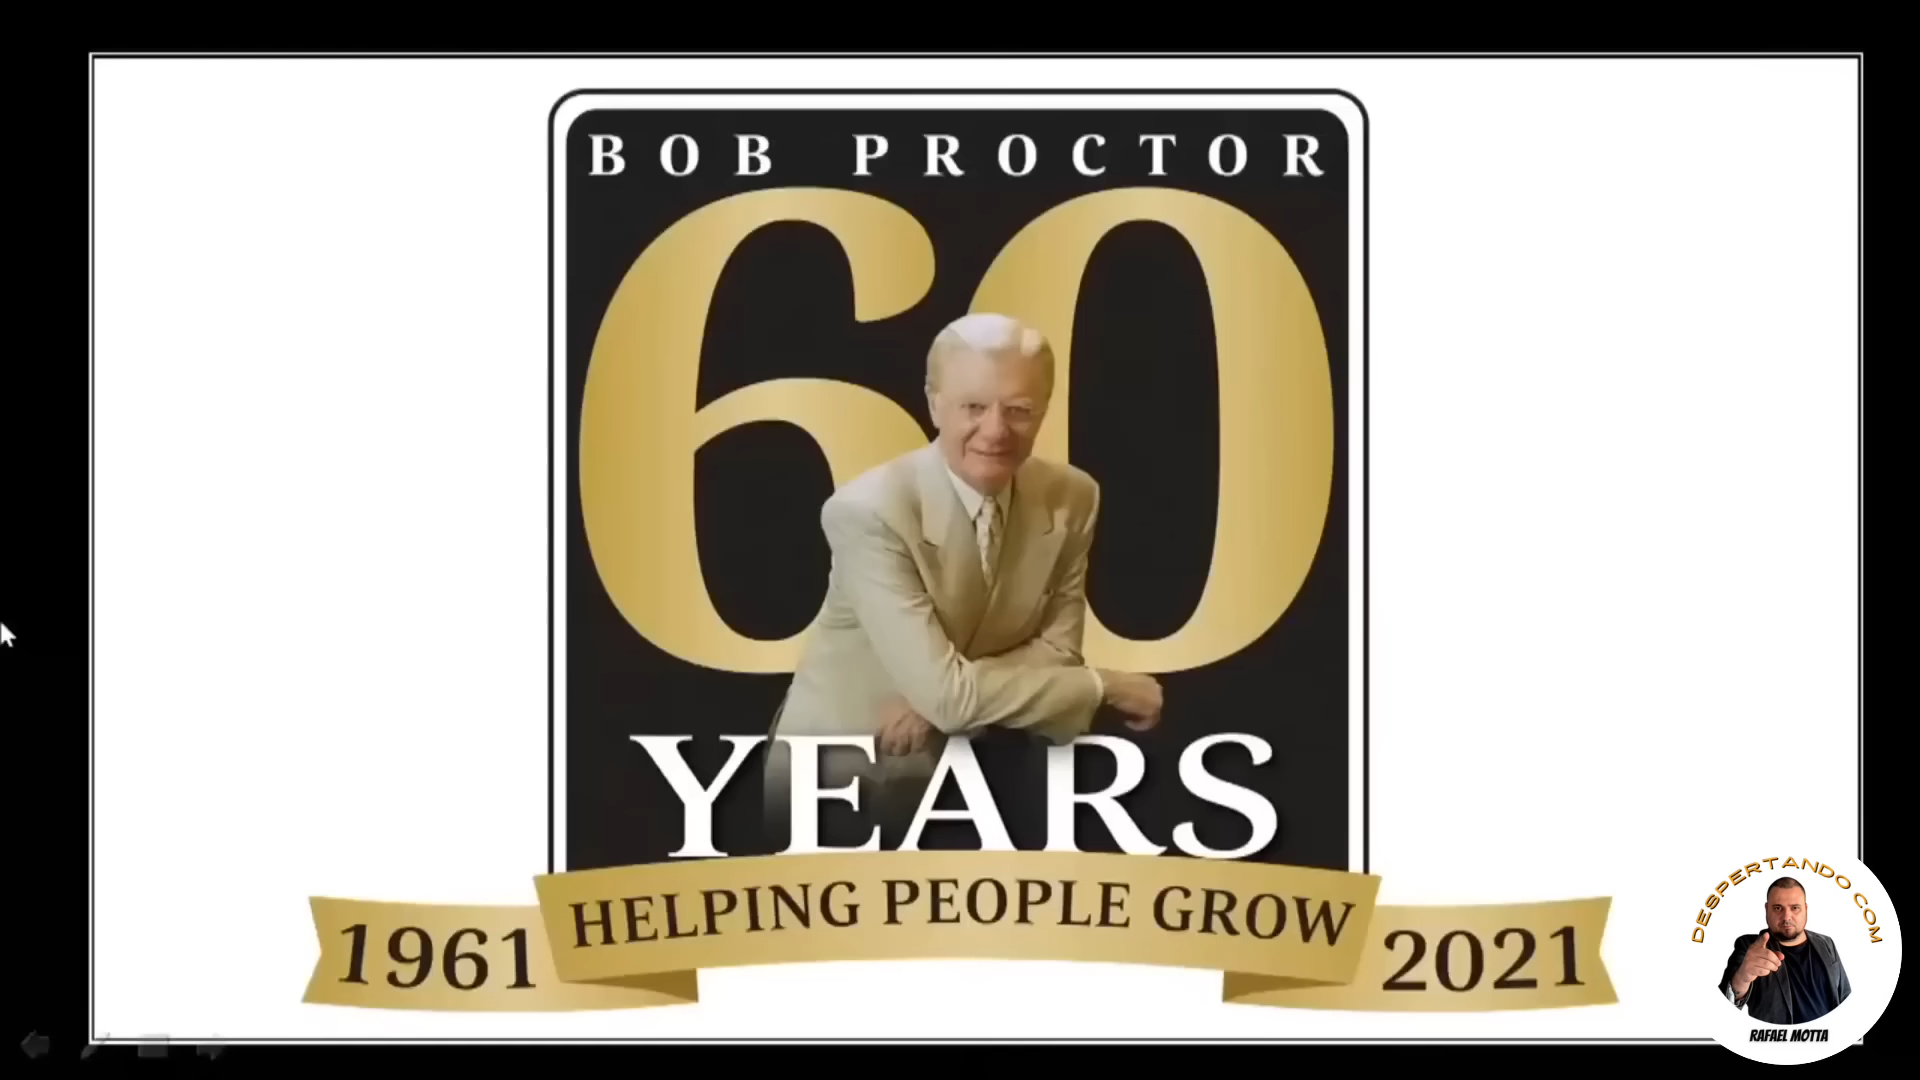 BOB PROCTOR
60
YEARS
HELPING PEOPLE GROW
1961
2021
DESPERTANDO COM
RAFAEL MOTTA